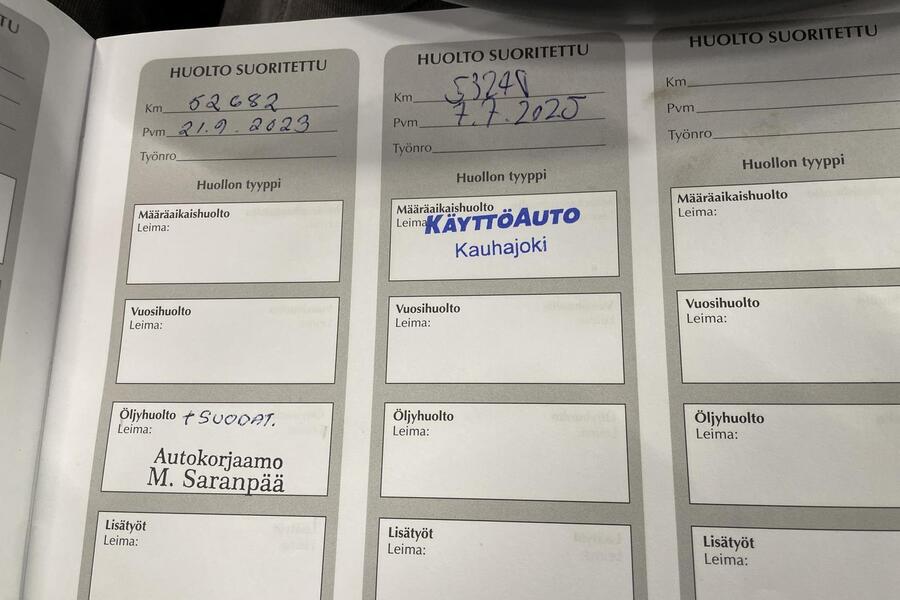 TU
HUOLTO SUORITETTU
Km 52682
Pvm 21.9.2023
Työnro
Huollon tyyppi
Määräaikaishuolto
Leima:
Vuosihuolto
Leima:
Öljyhuolto + SUODAT.
Leima:
Autokorjaamo
M. Saranpää
Lisätyöt
Leima:
HUOLTO SUORITETTU
Km 53248
Pvm 7.7.2025
Työnro
Huollon tyyppi
Määräaikaishuolto
Leima
KÄYTTÖAUTO
Kauhajoki
Vuosihuolto
Leima:
Öljyhuolto
Leima:
Lisätyöt
Leima:
HUOLTO SUORITETTU
Km
Pvm
Työnro
Huollon tyyppi
Määräaikaishuolto
Leima:
Vuosihuolto
Leima:
Öljyhuolto
Leima:
Lisätyöt
Leima: